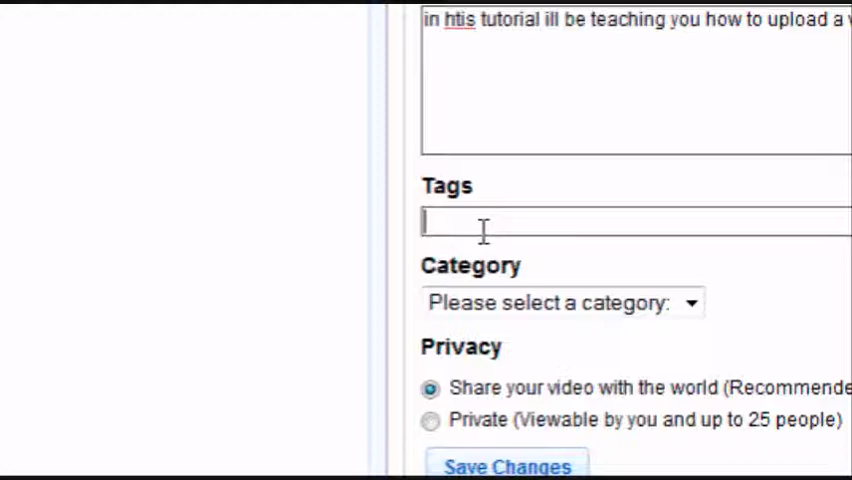 in htis tutorial ill be teaching you how to upload a
Tags
Category
Please select a category:
Privacy
Share your video with the world (Recommende
Private (Viewable by you and up to 25 people)
Save Changes